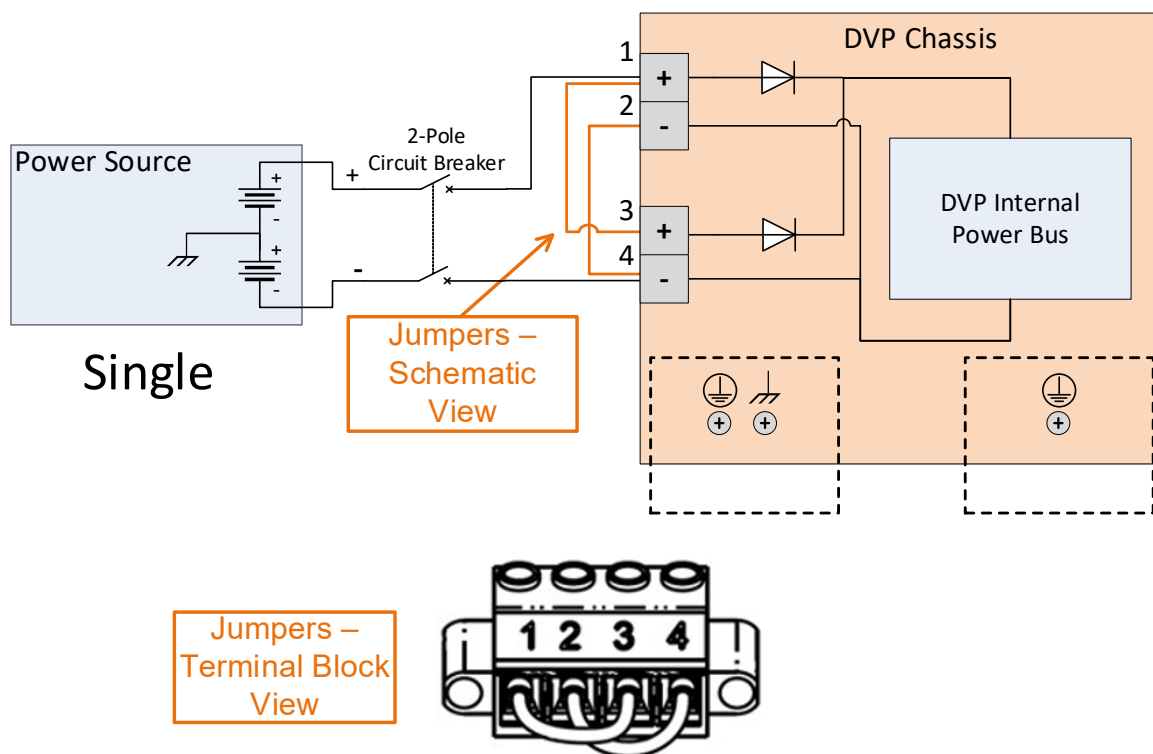 DVP Chassis
1
+
2
-
2-Pole
Circuit Breaker
Power Source
+
-
+
-
+
-
3
+
4
-
DVP Internal
Power Bus
Jumpers –
Schematic
View
Single
+
+
+
Jumpers –
Terminal Block
View
1 2 3 4